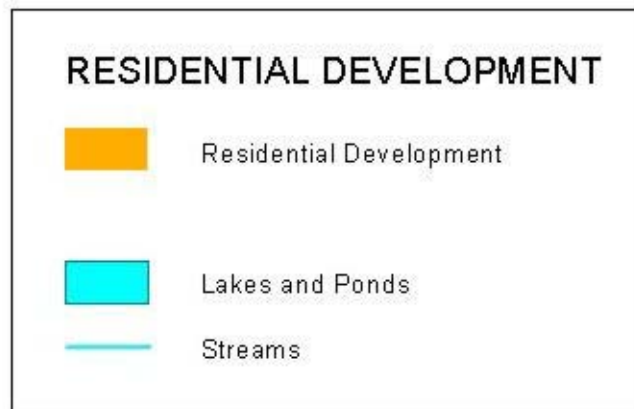 RESIDENTIAL DEVELOPMENT
Residential Development
Lakes and Ponds
Streams